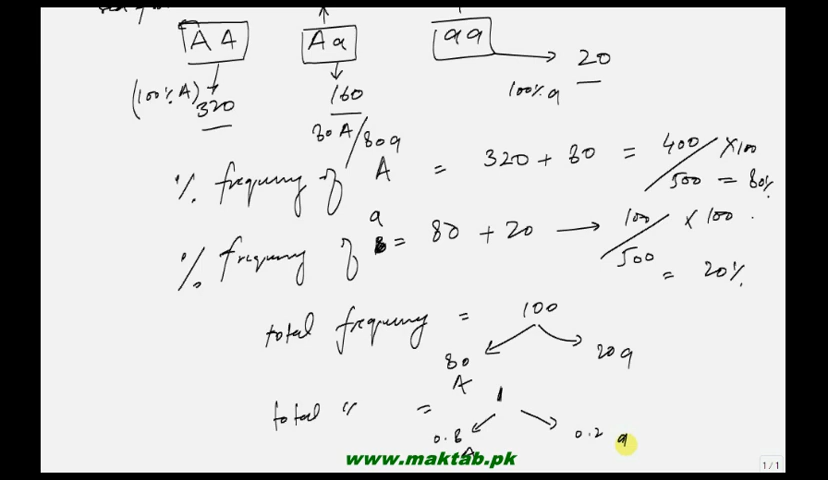 AA Aa aa
20
(100% A) 320
160
100% a
80 A/80a
% frequency of A = 320 + 80 = 400/500 × 100 = 80%
% frequency of a = 80 + 20 → 100/500 × 100 = 20%
total frequency = 100
80 A 20 a
total " = 1
0.8 A 0.2 a
www.maktab.pk
1/1